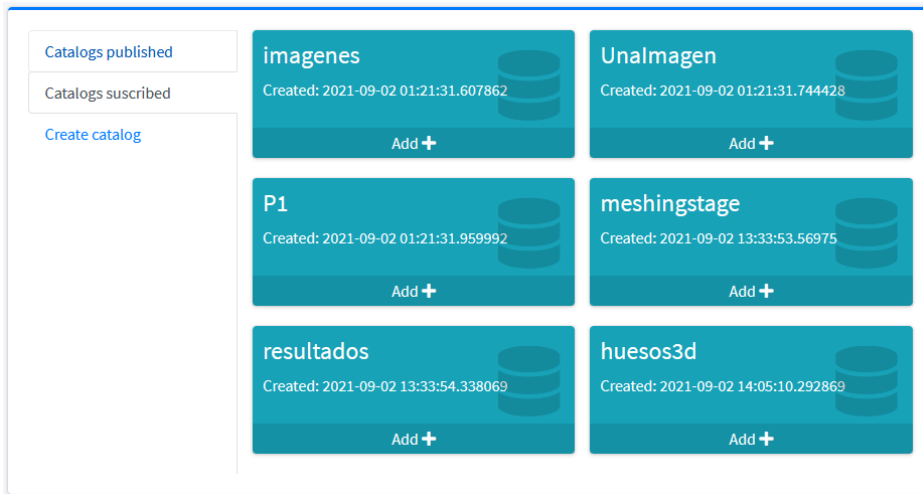 Catalogs published
Catalogs suscribed
Create catalog
imagenes
Created: 2021-09-02 01:21:31.607862
Add
UnaImagen
Created: 2021-09-02 01:21:31.744428
Add
P1
Created: 2021-09-02 01:21:31.959992
Add
meshingstage
Created: 2021-09-02 13:33:53.56975
Add
resultados
Created: 2021-09-02 13:33:54.338069
Add
huesos3d
Created: 2021-09-02 14:05:10.292869
Add